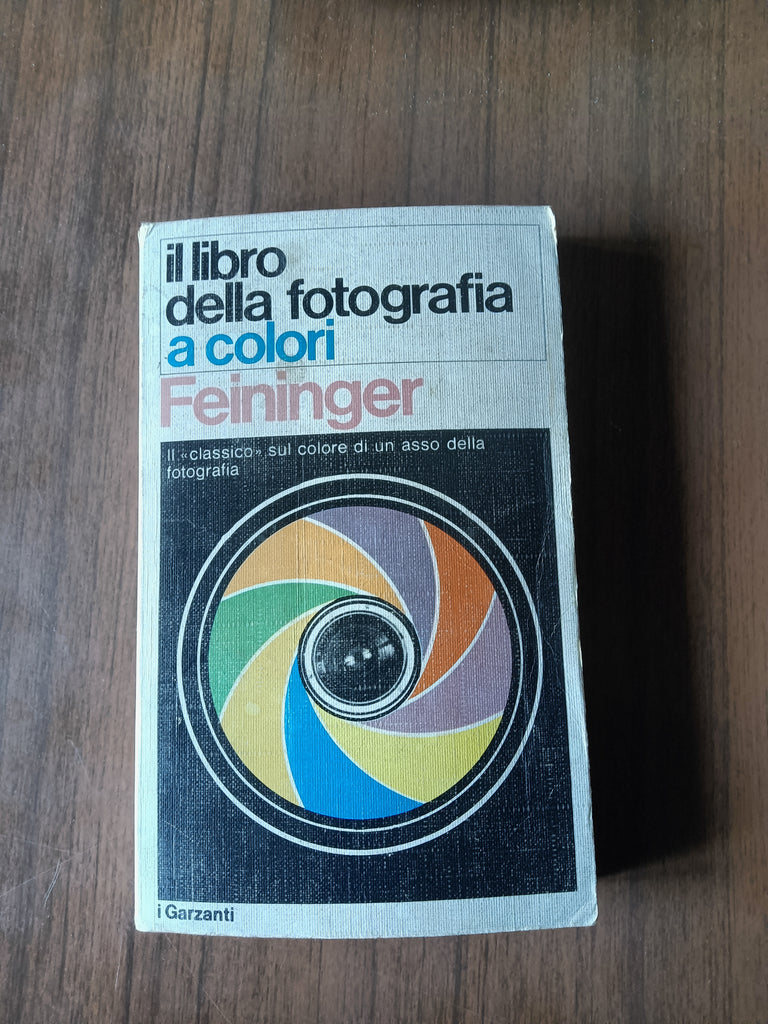 il libro
della fotografia
a colori
Feininger
Il «classico» sul colore di un asso della
fotografia
i Garzanti